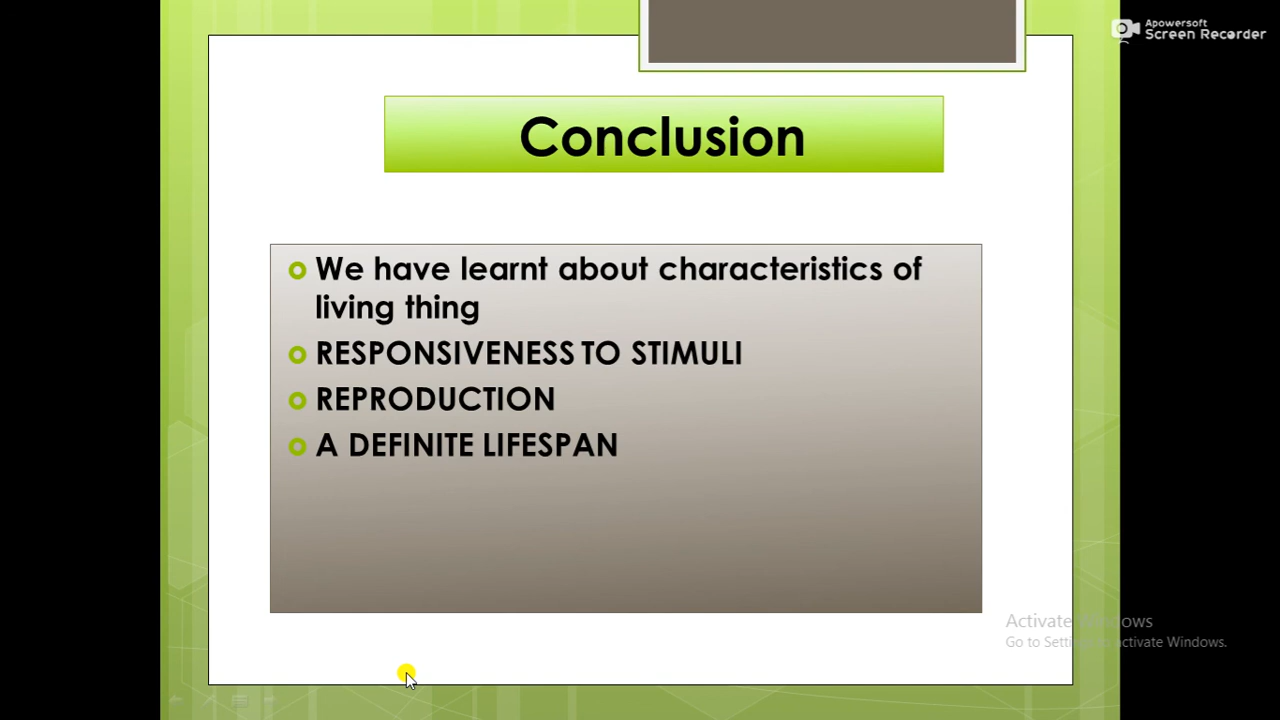 Apowersoft
Screen Recorder
Conclusion
We have learnt about characteristics of
living thing
RESPONSIVENESS TO STIMULI
REPRODUCTION
A DEFINITE LIFESPAN
Activate Windows
Go to Settings to activate Windows.